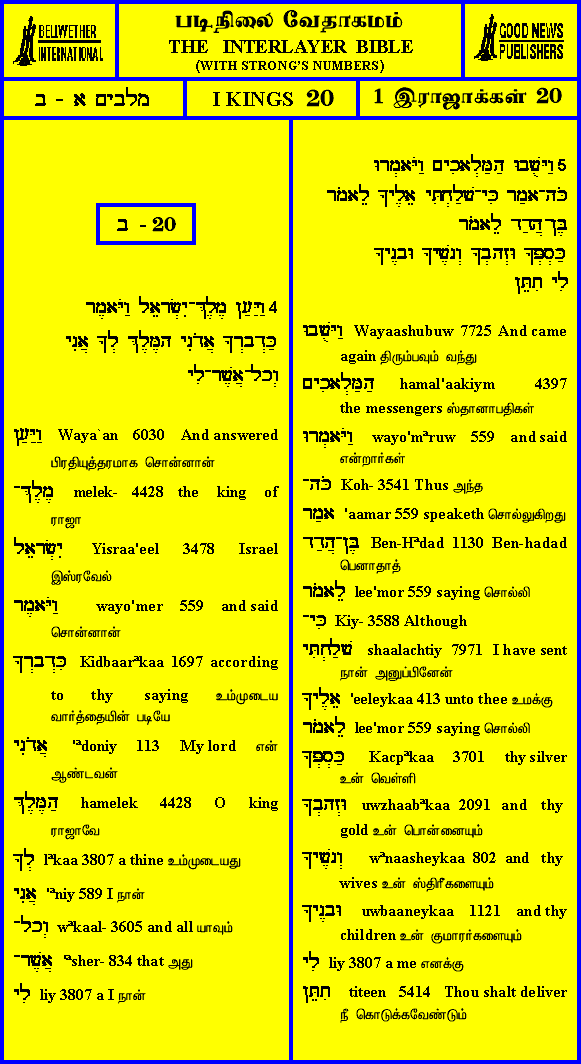 BELLWETHER
INTERNATIONAL
படிநிலை வேதாகமம்
THE INTERLAYER BIBLE
(WITH STRONG'S NUMBERS)
GOOD NEWS
PUBLISHERS
מלבים א - ב
I KINGS 20
1 இராஜாக்கள் 20
ב - 20
4 וַיַּעַן מֶלֶךְ־יִשְׂרָאֵל וַיֹּאמֶר
כִּדְבָרְךָ אֲדֹנִי הַמֶּלֶךְ לְךָ אֲנִי
וְכָל־אֲשֶׁר־לִי
וַיַּעַן Waya`an 6030 And answered
பிரதியுத்தரமாக சொன்னான்
מֶלֶךְ־ melek- 4428 the king of
ராஜா
יִשְׂרָאֵל Yisraa'eel 3478 Israel
இஸ்ரவேல்
וַיֹּאמֶר wayo'mer 559 and said
சொன்னான்
כִּדְבָרְךָ Kidbaarªkaa 1697 according
to thy saying உம்முடைய
வார்த்தையின் படியே
אֲדֹנִי 'ªdoniy 113 My lord என்
ஆண்டவன்
הַמֶּלֶךְ hamelek 4428 O king
ராஜாவே
לְךָ lªkaa 3807 a thine உம்முடையது
אֲנִי 'ªniy 589 I நான்
וְכָל־ wªkaal- 3605 and all யாவும்
אֲשֶׁר־ ªsher- 834 that அது
לִי liy 3807 a I நான்
5 וַיָּשֻׁבוּ הַמַּלְאָכִים וַיֹּאמְרוּ
כֹּה־אָמַר כִּי־שָׁלַחְתִּי אֵלֶיךָ לֵאמֹר
בֶּן־הֲדַד לֵאמֹר
כַּסְפְּךָ וּזְהָבְךָ וְנָשֶׁיךָ וּבָנֶיךָ
לִי תִתֵּן
וַיָּשֻׁבוּ Wayaashubuw 7725 And came
again திரும்பவும் வந்து
הַמַּלְאָכִים hamal'aakiym 4397
the messengers ஸ்தானாபதிகள்
וַיֹּאמְרוּ wayo'mªruw 559 and said
என்றார்கள்
כֹּה־ Koh- 3541 Thus அந்த
אָמַר 'aamar 559 speaketh சொல்லுகிறது
בֶּן־הֲדַד Ben-Hªdad 1130 Ben-hadad
பெனாதாத்
לֵאמֹר lee'mor 559 saying சொல்லி
כִּי־ Kiy- 3588 Although
שָׁלַחְתִּי shaalachtiy 7971 I have sent
நான் அனுப்பினேன்
אֵלֶיךָ 'eeleykaa 413 unto thee உமக்கு
לֵאמֹר lee'mor 559 saying சொல்லி
כַּסְפְּךָ Kacpªkaa 3701 thy silver
உன் வெள்ளி
וּזְהָבְךָ uwzhaabªkaa 2091 and thy
gold உன் பொன்னையும்
וְנָשֶׁיךָ wªnaasheykaa 802 and thy
wives உன் ஸ்திரீகளையும்
וּבָנֶיךָ uwbaaneykaa 1121 and thy
children உன் குமாரர்களையும்
לִי liy 3807 a me எனக்கு
תִתֵּן titeen 5414 Thou shalt deliver
நீ கொடுக்கவேண்டும்